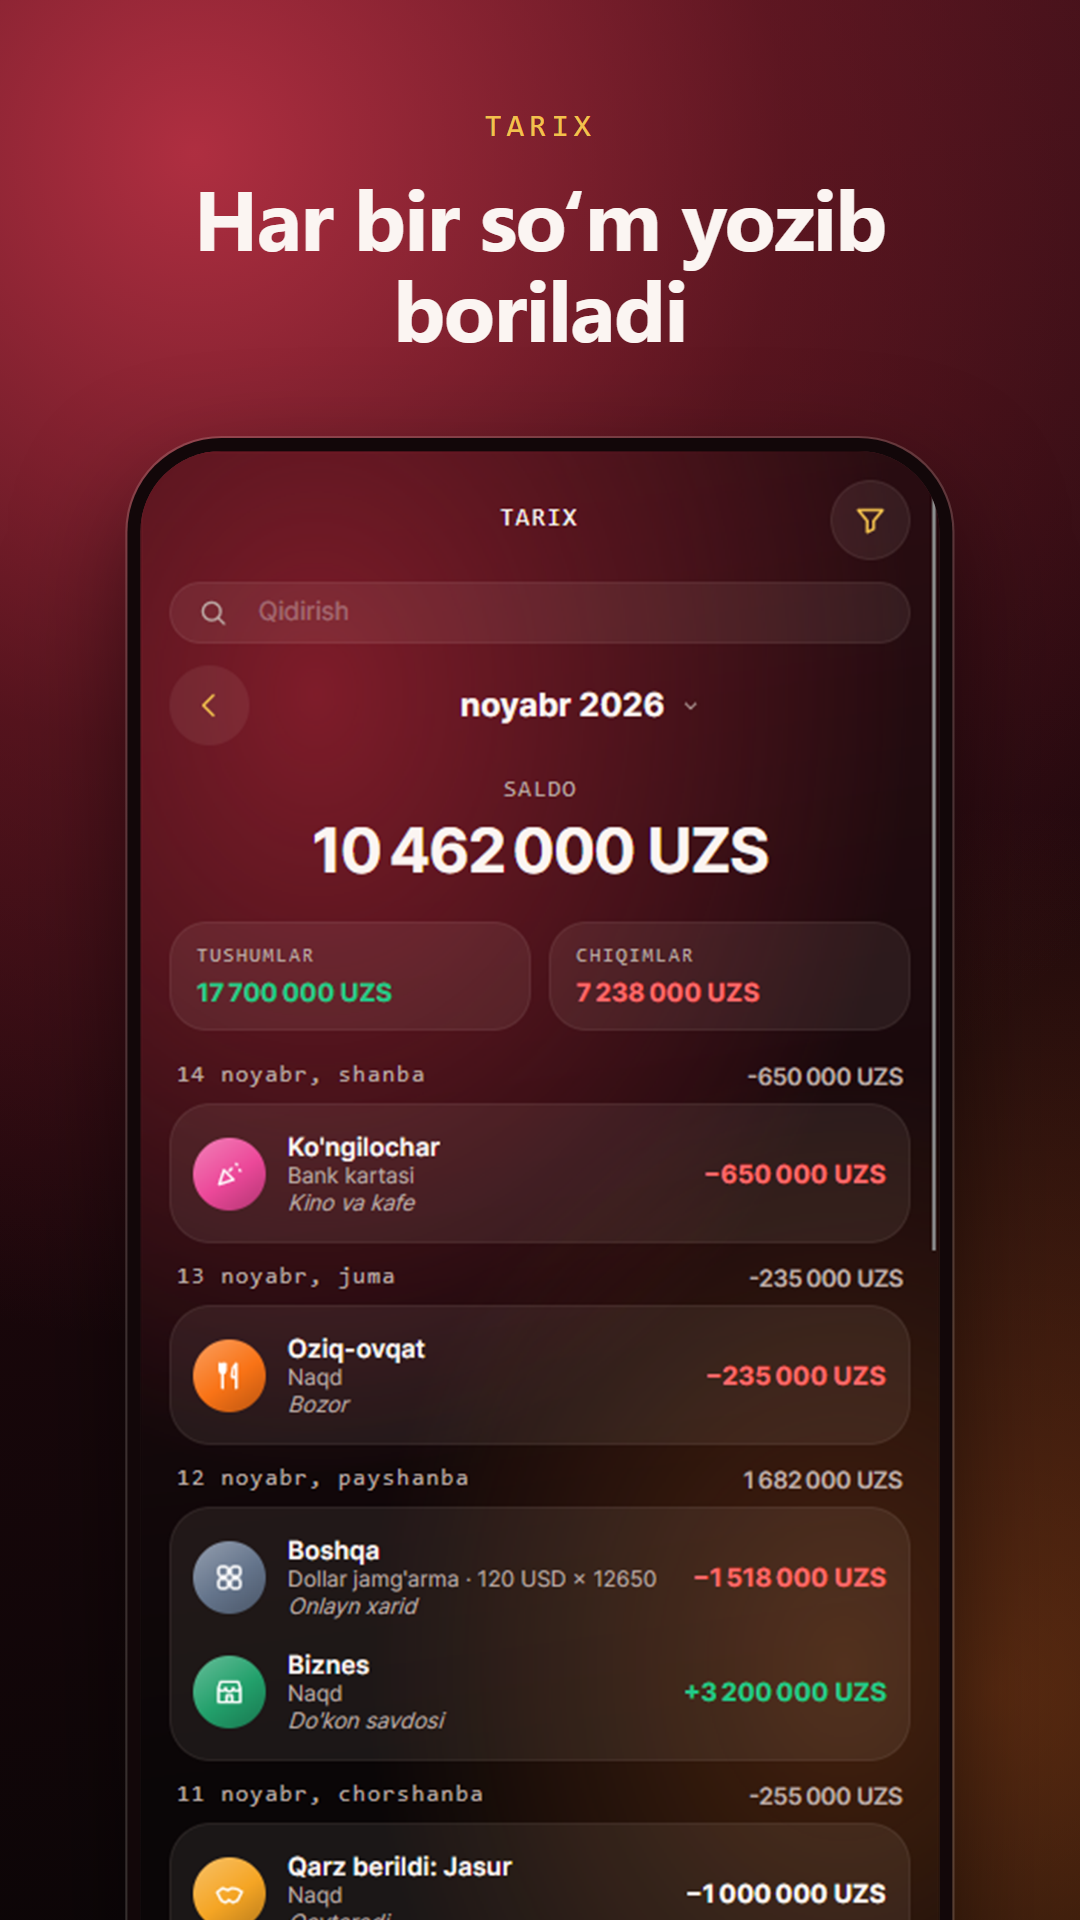 TARIX
Har bir so‘m yozib
boriladi
TARIX
Qidirish
noyabr 2026
SALDO
10 462 000 UZS
TUSHUMLAR
17 700 000 UZS
CHIQIMLAR
7 238 000 UZS
14 noyabr, shanba
-650 000 UZS
Ko'ngilochar
Bank kartasi
Kino va kafe
−650 000 UZS
13 noyabr, juma
-235 000 UZS
Oziq-ovqat
Naqd
Bozor
−235 000 UZS
12 noyabr, payshanba
1 682 000 UZS
Boshqa
Dollar jamg'arma · 120 USD × 12650
Onlayn xarid
−1 518 000 UZS
Biznes
Naqd
Do'kon savdosi
+3 200 000 UZS
11 noyabr, chorshanba
-255 000 UZS
Qarz berildi: Jasur
Naqd
−1 000 000 UZS